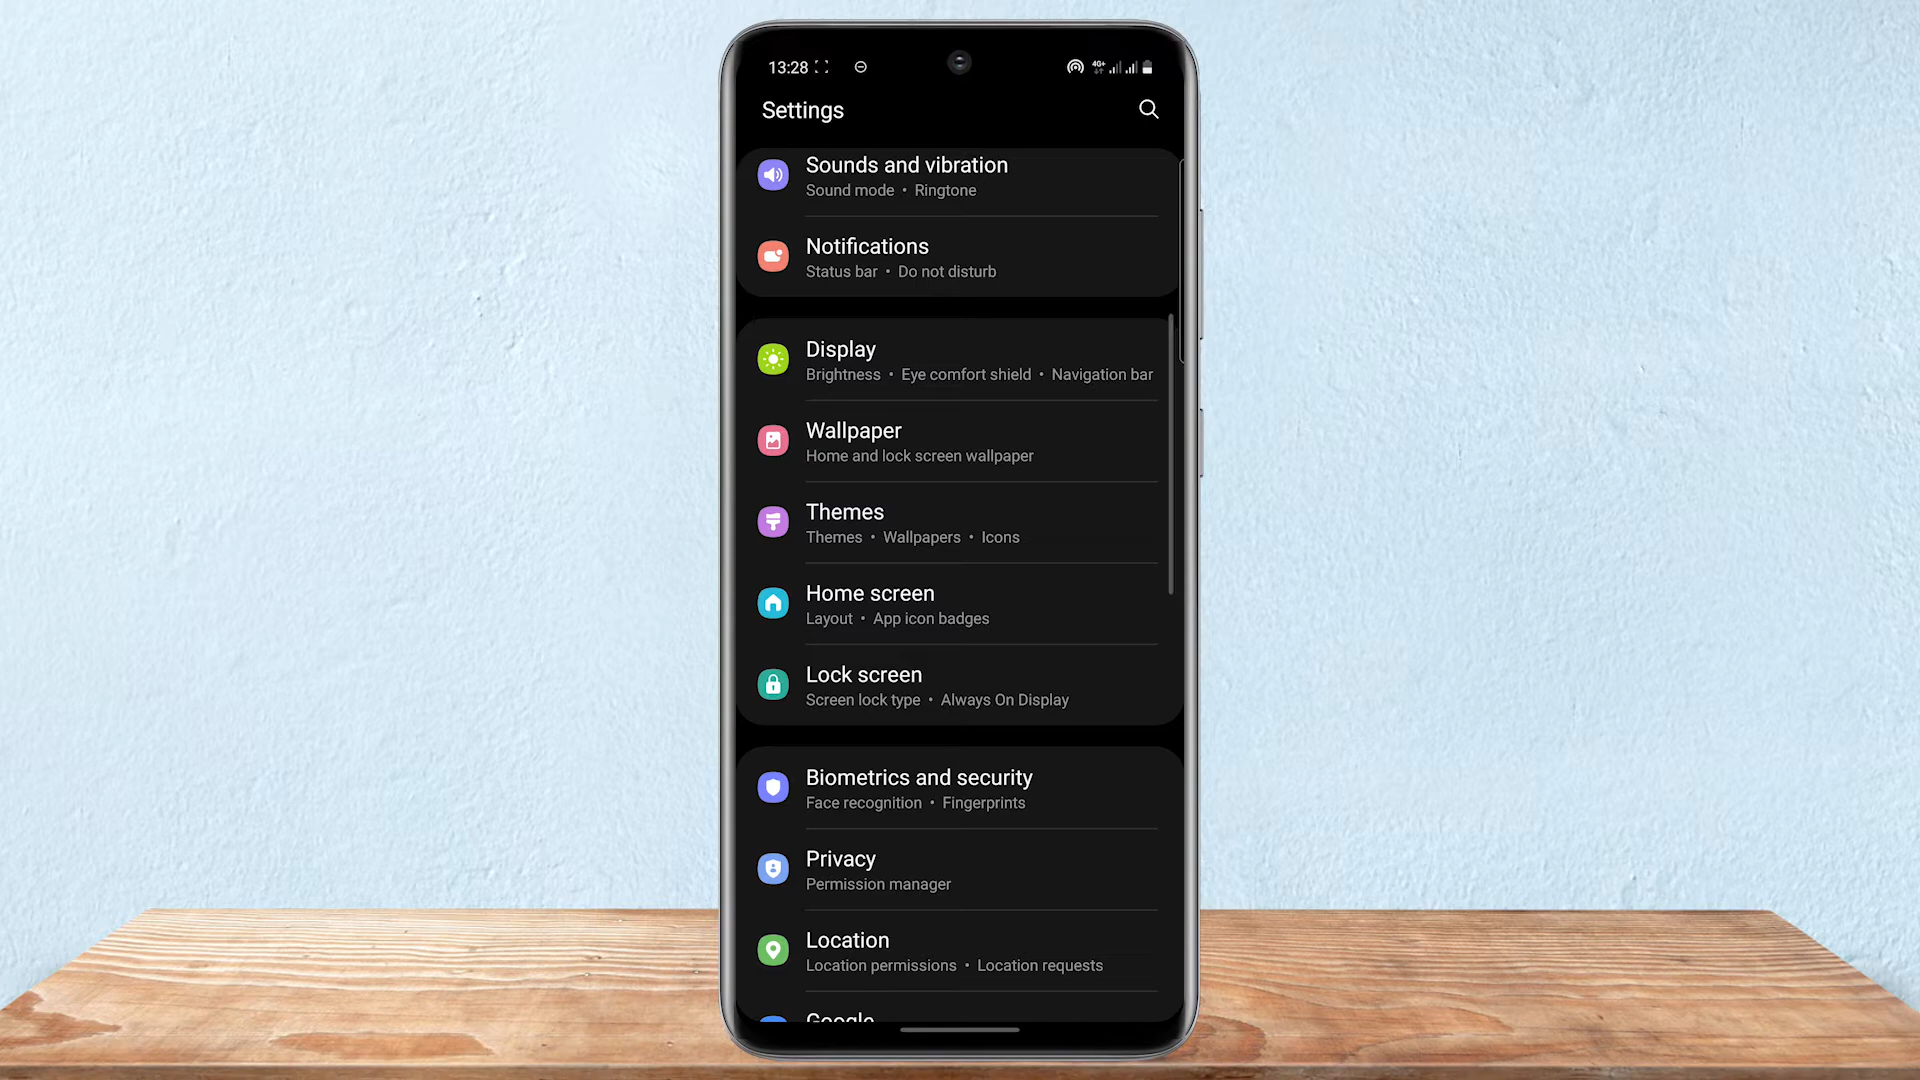 13:28
4G+
Settings
Sounds and vibration
Sound mode • Ringtone
Notifications
Status bar • Do not disturb
Display
Brightness • Eye comfort shield • Navigation bar
Wallpaper
Home and lock screen wallpaper
Themes
Themes • Wallpapers • Icons
Home screen
Layout • App icon badges
Lock screen
Screen lock type • Always On Display
Biometrics and security
Face recognition • Fingerprints
Privacy
Permission manager
Location
Location permissions • Location requests
Google